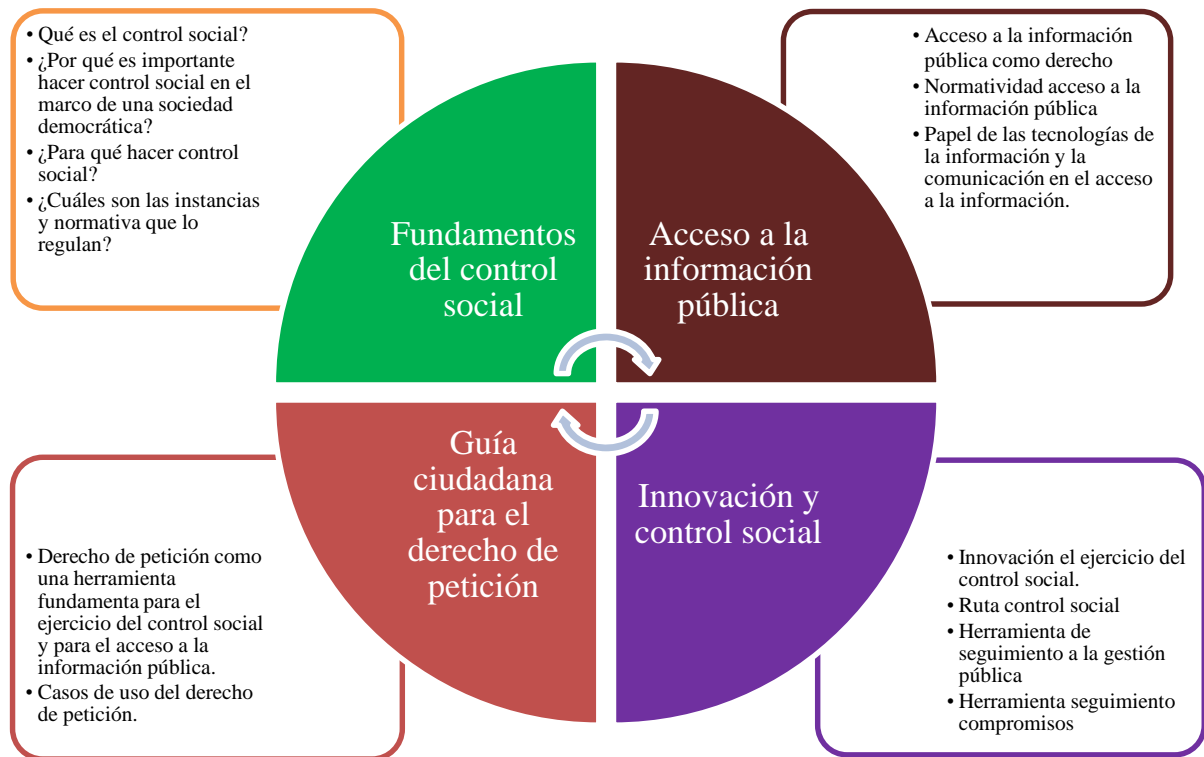 • Qué es el control social?
• ¿Por qué es importante
hacer control social en el
marco de una sociedad
democrática?
• ¿Para qué hacer control
social?
• ¿Cuáles son las instancias
y normativa que lo
regulan?
• Acceso a la información
pública como derecho
• Normatividad acceso a la
información pública
• Papel de las tecnologías de
la información y la
comunicación en el acceso
a la información.
Fundamentos
del control
social
Acceso a la
información
pública
Guía
ciudadana
para el
derecho de
petición
Innovación y
control social
• Derecho de petición como
una herramienta
fundamenta para el
ejercicio del control social
y para el acceso a la
información pública.
• Casos de uso del derecho
de petición.
• Innovación el ejercicio del
control social.
• Ruta control social
• Herramienta de
seguimiento a la gestión
pública
• Herramienta seguimiento
compromisos